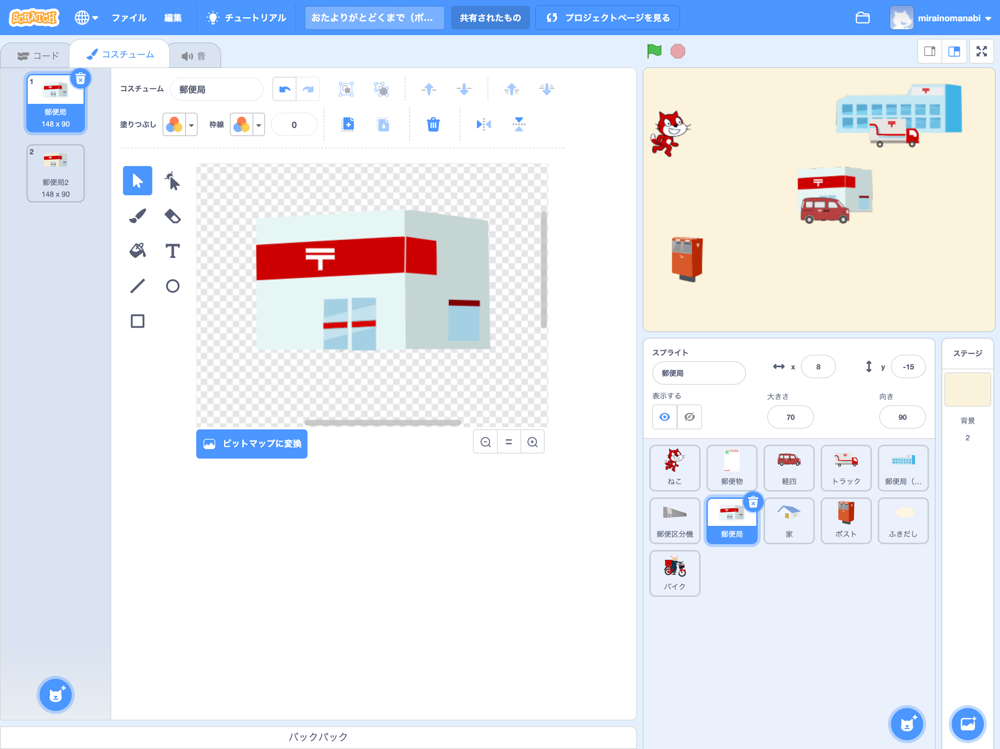 SCRATCH
ファイル
編集
チュートリアル
おたよりがとどくまで（ポ...
共有されたもの
プロジェクトページを見る
mirainomanabi
コード
コスチューム
音
1
郵便局
148 x 90
2
郵便局2
148 x 90
コスチューム
郵便局
塗りつぶし
枠線
0
T
〒
ビットマップに変換
バックパック
スプライト
郵便局
x
8
y
-15
表示する
大きさ
70
向き
90
ねこ
郵便物
軽四
トラック
郵便局（...
郵便区分機
郵便局
家
ポスト
ふきだし
バイク
ステージ
背景
2